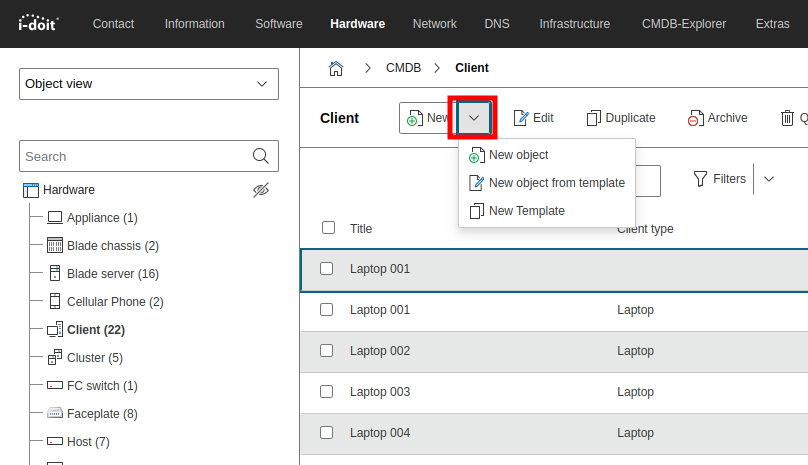 i-doit Contact Information Software Hardware Network DNS Infrastructure CMDB-Explorer Extras
Object view
CMDB Client
Client New Edit Duplicate Archive Q
New object
New object from template
New Template
Search
Filters
Hardware
Appliance (1)
Blade chassis (2)
Blade server (16)
Cellular Phone (2)
Client (22)
Cluster (5)
FC switch (1)
Faceplate (8)
Host (7)
Title Client type
Laptop 001
Laptop 001 Laptop
Laptop 002 Laptop
Laptop 003 Laptop
Laptop 004 Laptop